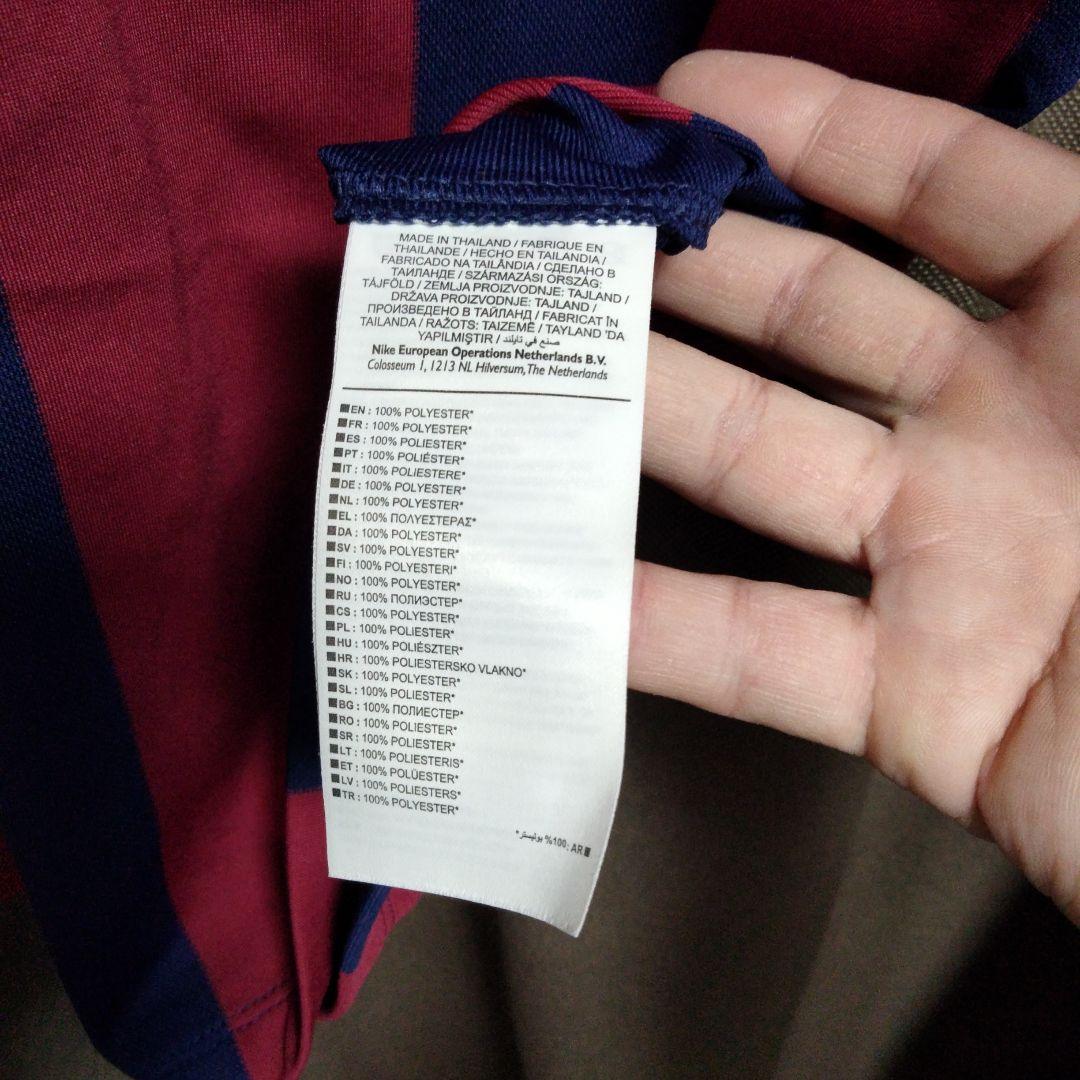 MADE IN THAILAND / FABRIQUE EN
THAILANDE / HECHO EN TAILANDIA /
FABRICADO NA TAILÂNDIA / СДЕЛАНО В
ТАИЛАНДЕ / SZÁRMAZÁSI ORSZÁG:
TÁJFÖLD / ZEMLJA PROIZVODNJE: TAJLAND /
DRŽAVA PROIZVODNJE: TAJLAND /
ПРОИЗВЕДЕНО В ТАЙЛАНД / FABRICAT ÎN
TAILANDA / RAŽOTS: TAIZEMĒ / TAYLAND 'DA
YAPILMIŞTIR / صنع في تايلند
Nike European Operations Netherlands B.V.
Colosseum 1, 1213 NL Hilversum, The Netherlands
EN : 100% POLYESTER*
FR : 100% POLYESTER*
ES : 100% POLIESTER*
PT : 100% POLIÉSTER*
IT : 100% POLIESTERE*
DE : 100% POLYESTER*
NL : 100% POLYESTER*
EL : 100% ΠΟΛΥΕΣΤΕΡΑΣ*
DA : 100% POLYESTER*
SV : 100% POLYESTER*
FI : 100% POLYESTERI*
NO : 100% POLYESTER*
RU : 100% ПОЛИЭСТЕР*
CS : 100% POLYESTER*
PL : 100% POLIESTER*
HU : 100% POLIÉSZTER*
HR : 100% POLIESTERSKO VLAKNO*
SK : 100% POLYESTER*
SL : 100% POLIESTER*
BG : 100% ПОЛИЕСТЕР*
RO : 100% POLIESTER*
SR : 100% POLIESTER*
LT : 100% POLIESTERIS*
ET : 100% POLÜESTER*
LV : 100% POLIESTERS*
TR : 100% POLYESTER*
AR :100% بوليستر*